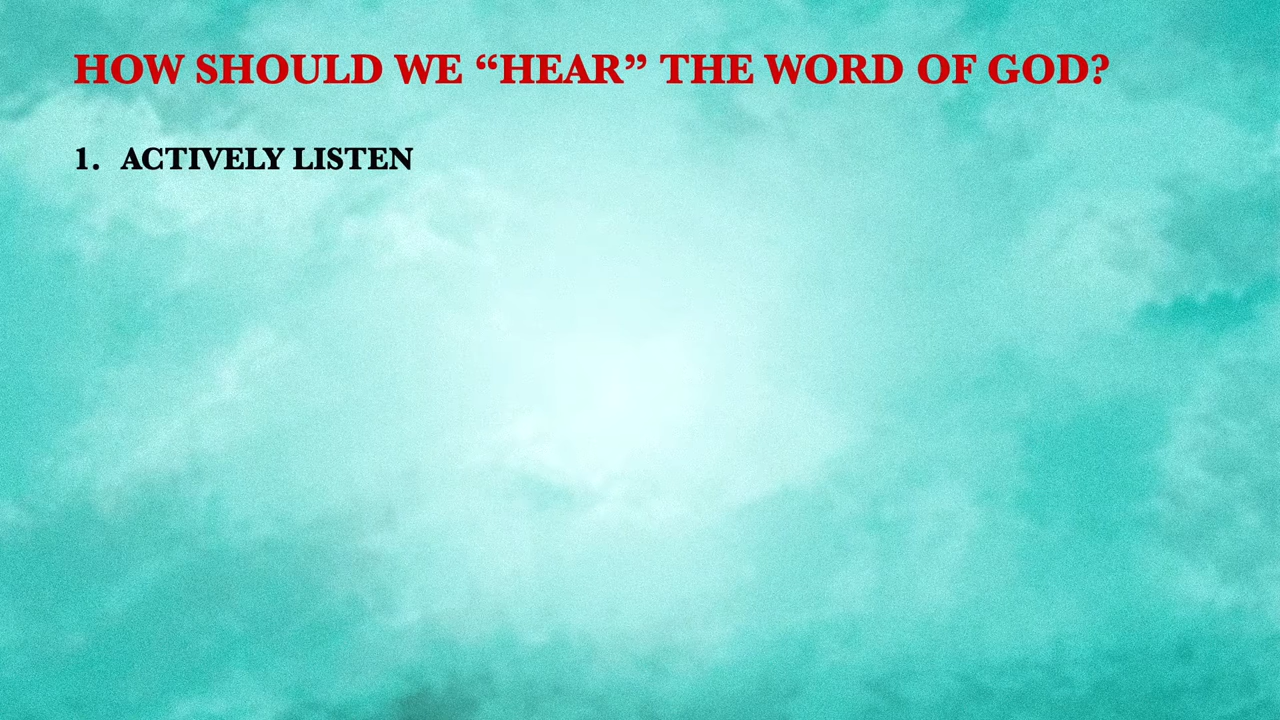 HOW SHOULD WE “HEAR” THE WORD OF GOD?
1. ACTIVELY LISTEN